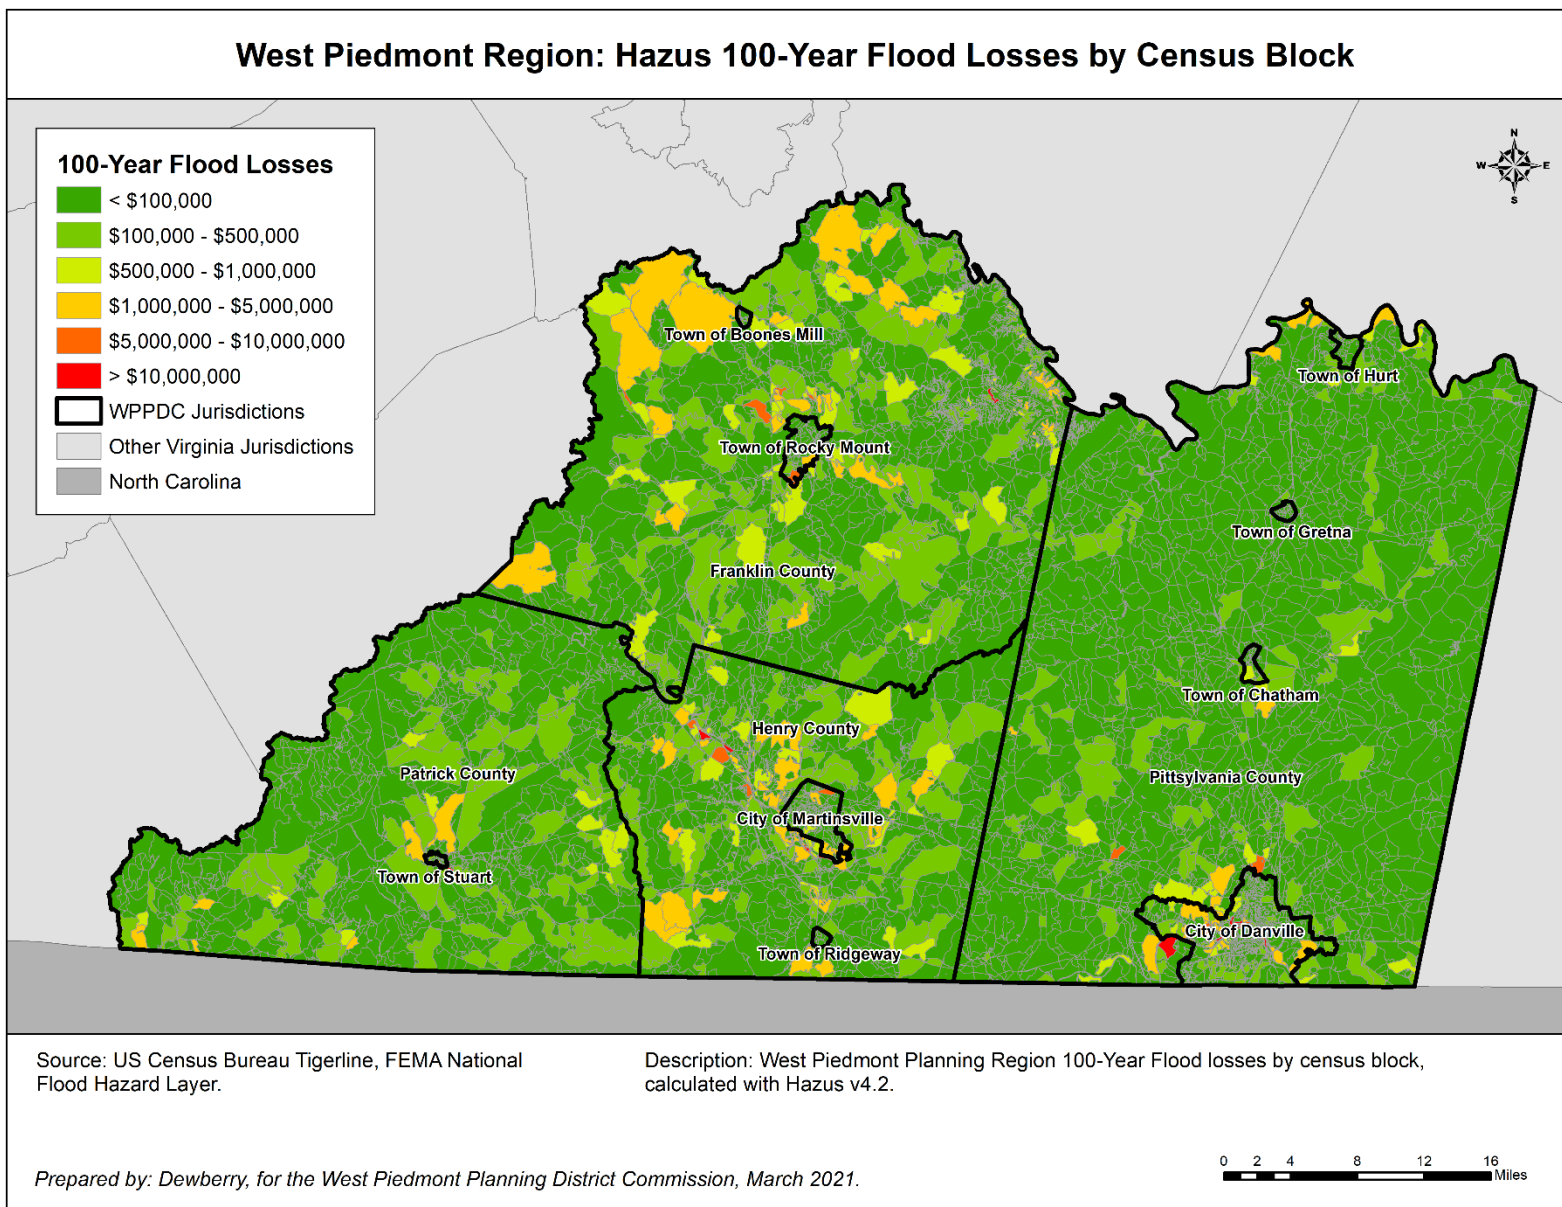 West Piedmont Region: Hazus 100-Year Flood Losses by Census Block
100-Year Flood Losses
< $100,000
$100,000 - $500,000
$500,000 - $1,000,000
$1,000,000 - $5,000,000
$5,000,000 - $10,000,000
> $10,000,000
WPPDC Jurisdictions
Other Virginia Jurisdictions
North Carolina
N
W
E
S
Town of Boones Mill
Town of Hurt
Town of Rocky Mount
Town of Gretna
Franklin County
Town of Chatham
Henry County
Patrick County
Pittsylvania County
City of Martinsville
Town of Stuart
City of Danville
Town of Ridgeway
Source: US Census Bureau Tigerline, FEMA National
Flood Hazard Layer.
Description: West Piedmont Planning Region 100-Year Flood losses by census block,
calculated with Hazus v4.2.
Prepared by: Dewberry, for the West Piedmont Planning District Commission, March 2021.
0 2 4 8 12 16
Miles